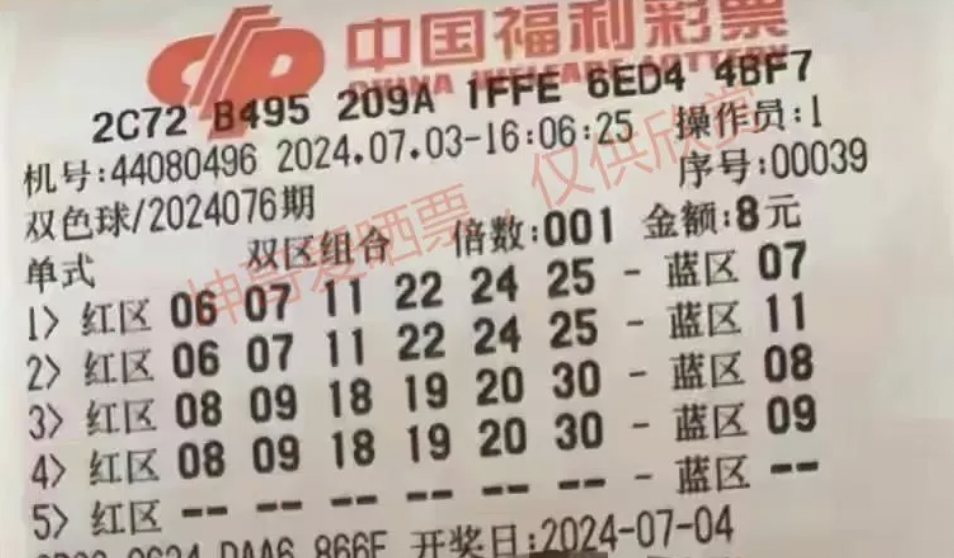 中国福利彩票
CHINA WELFARE LOTTERY
2C72 B495 209A 1FFE 6ED4 4BF7
机号:44080496 2024.07.03-16:06:25 操作员:1
双色球/2024076期 序号:00039
单式 双区组合 倍数:001 金额:8元
1> 红区 06 07 11 22 24 25 - 蓝区 07
2> 红区 06 07 11 22 24 25 - 蓝区 11
3> 红区 08 09 18 19 20 30 - 蓝区 08
4> 红区 08 09 18 19 20 30 - 蓝区 09
5> 红区 -- -- -- -- -- -- - 蓝区 --
DAA6 866E 开奖日:2024-07-04
坤哥爱晒票，仅供欣赏